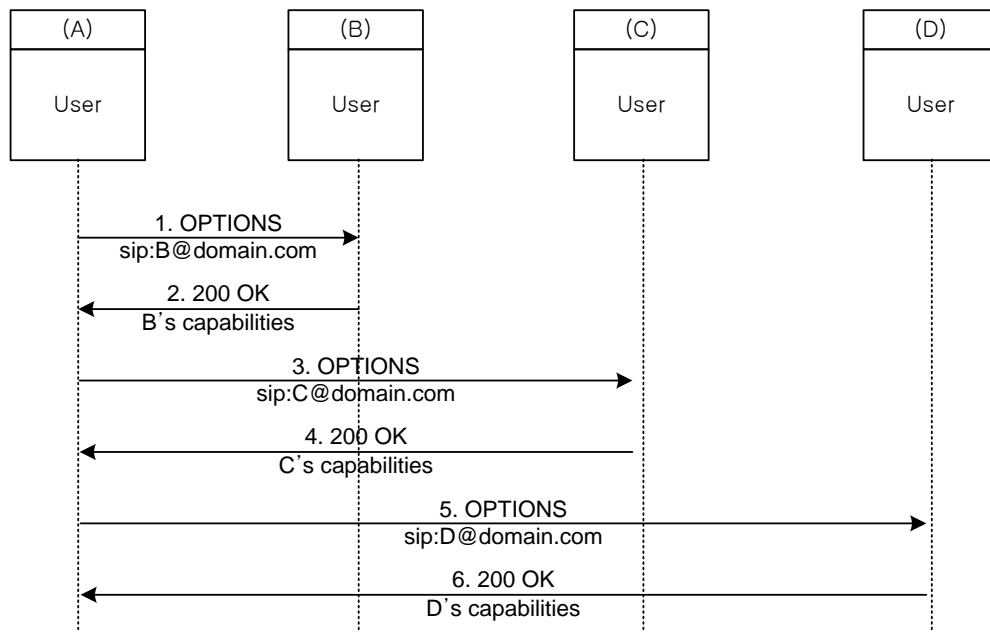 (A)
(B)
(C)
(D)
User
User
User
User
1. OPTIONS
sip:B@domain.com
2. 200 OK
B's capabilities
3. OPTIONS
sip:C@domain.com
4. 200 OK
C's capabilities
5. OPTIONS
sip:D@domain.com
6. 200 OK
D's capabilities